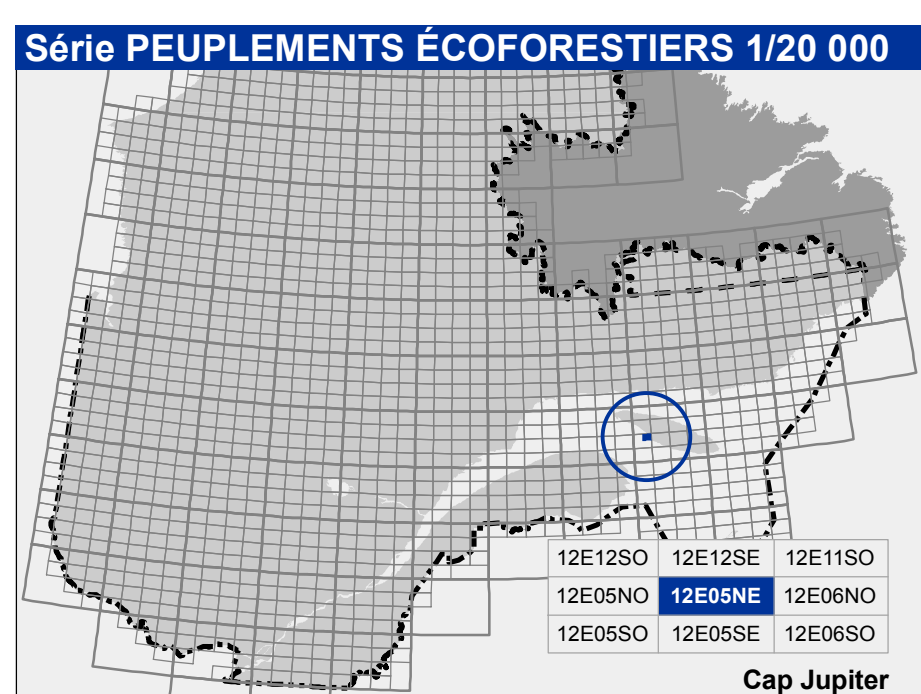 Série PEUPLEMENTS ÉCOFORESTIERS 1/20 000
12E12SO 12E12SE 12E11SO
12E05NO 12E05NE 12E06NO
12E05SO 12E05SE 12E06SO
Cap Jupiter